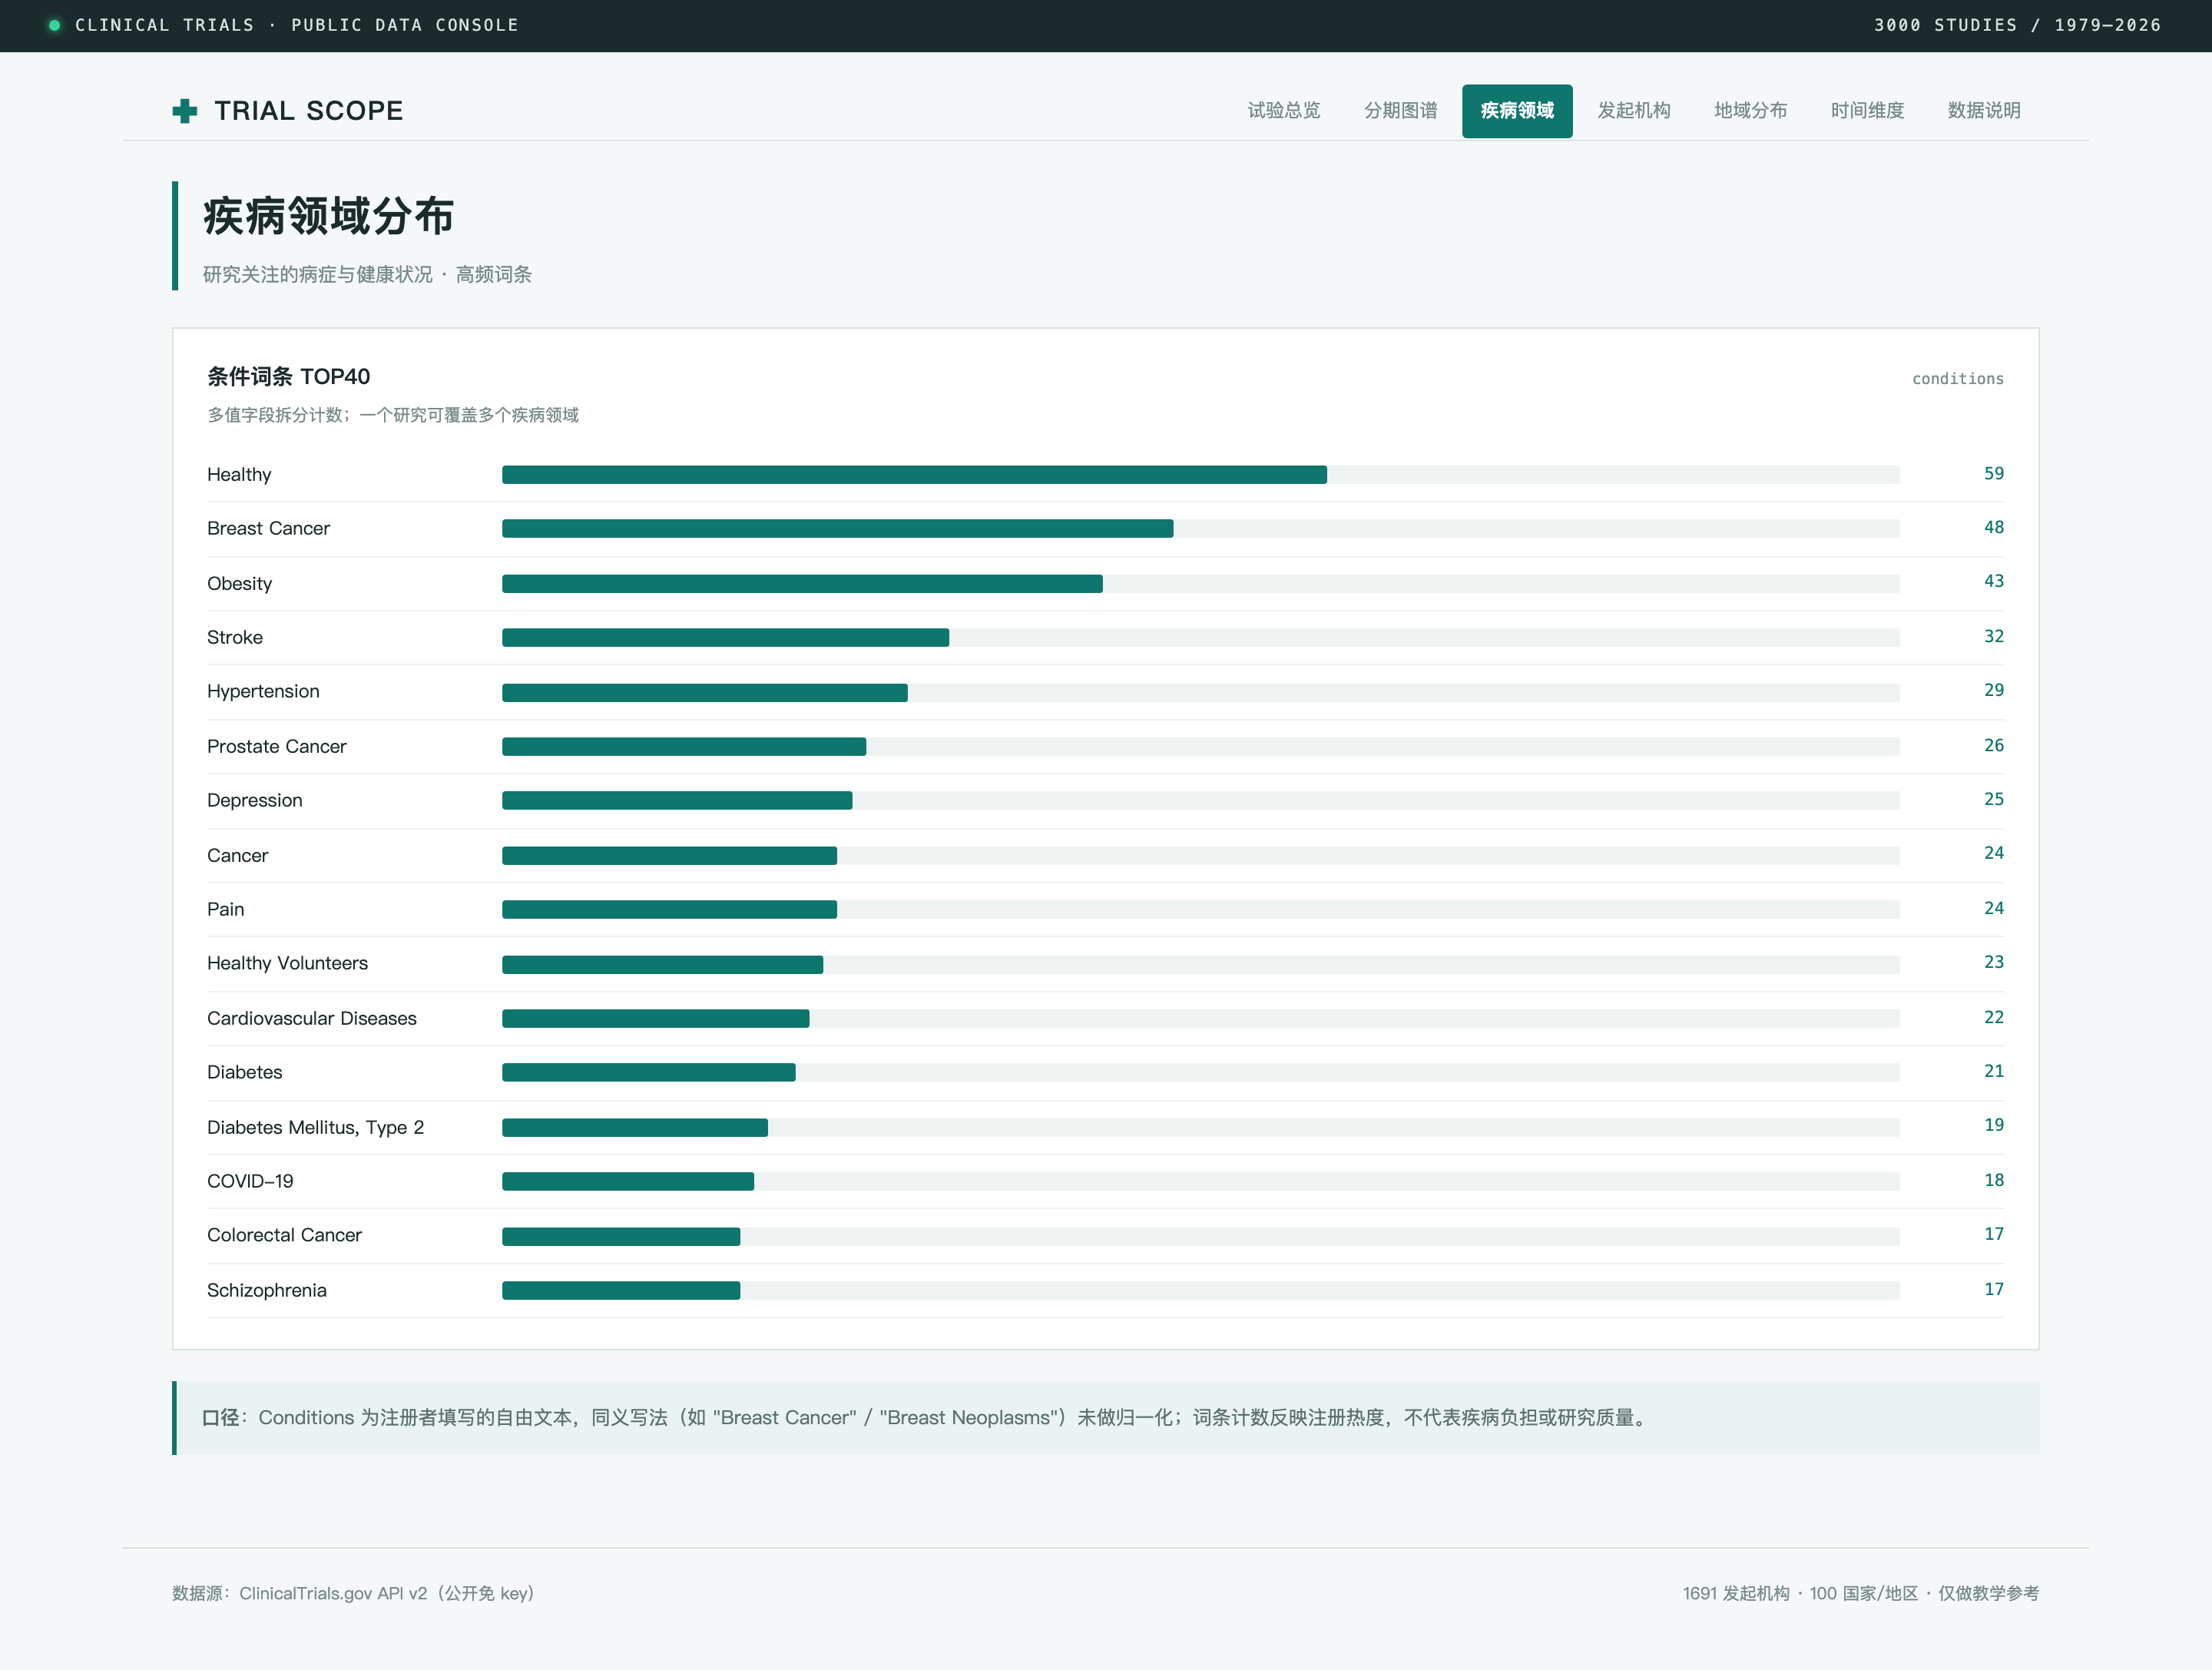 CLINICAL TRIALS · PUBLIC DATA CONSOLE
3000 STUDIES / 1979—2026
TRIAL SCOPE
试验总览 分期图谱 疾病领域 发起机构 地域分布 时间维度 数据说明
疾病领域分布
研究关注的病症与健康状况 · 高频词条
条件词条 TOP40
conditions
多值字段拆分计数；一个研究可覆盖多个疾病领域
Healthy 59
Breast Cancer 48
Obesity 43
Stroke 32
Hypertension 29
Prostate Cancer 26
Depression 25
Cancer 24
Pain 24
Healthy Volunteers 23
Cardiovascular Diseases 22
Diabetes 21
Diabetes Mellitus, Type 2 19
COVID-19 18
Colorectal Cancer 17
Schizophrenia 17
口径：Conditions 为注册者填写的自由文本，同义写法（如 "Breast Cancer" / "Breast Neoplasms"）未做归一化；词条计数反映注册热度，不代表疾病负担或研究质量。
数据源：ClinicalTrials.gov API v2（公开免 key）
1691 发起机构 · 100 国家/地区 · 仅做教学参考